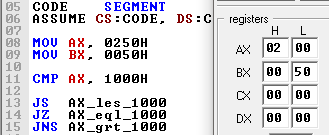 05 CODE SEGMENT
06 ASSUME CS:CODE, DS:C
07
08 MOV AX, 0250H
09 MOV BX, 0050H
10
11 CMP AX, 1000H
12
13 JS AX_les_1000
14 JZ AX_eql_1000
15 JNS AX_grt_1000
registers
H L
AX 02 00
BX 00 50
CX 00 00
DX 00 00